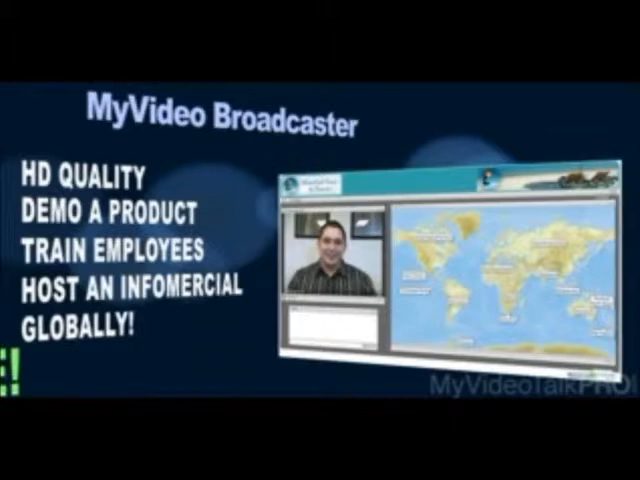 MyVideo Broadcaster
HD QUALITY
DEMO A PRODUCT
TRAIN EMPLOYEES
HOST AN INFOMERCIAL
GLOBALLY!
!
MyVideoTalkPRO!